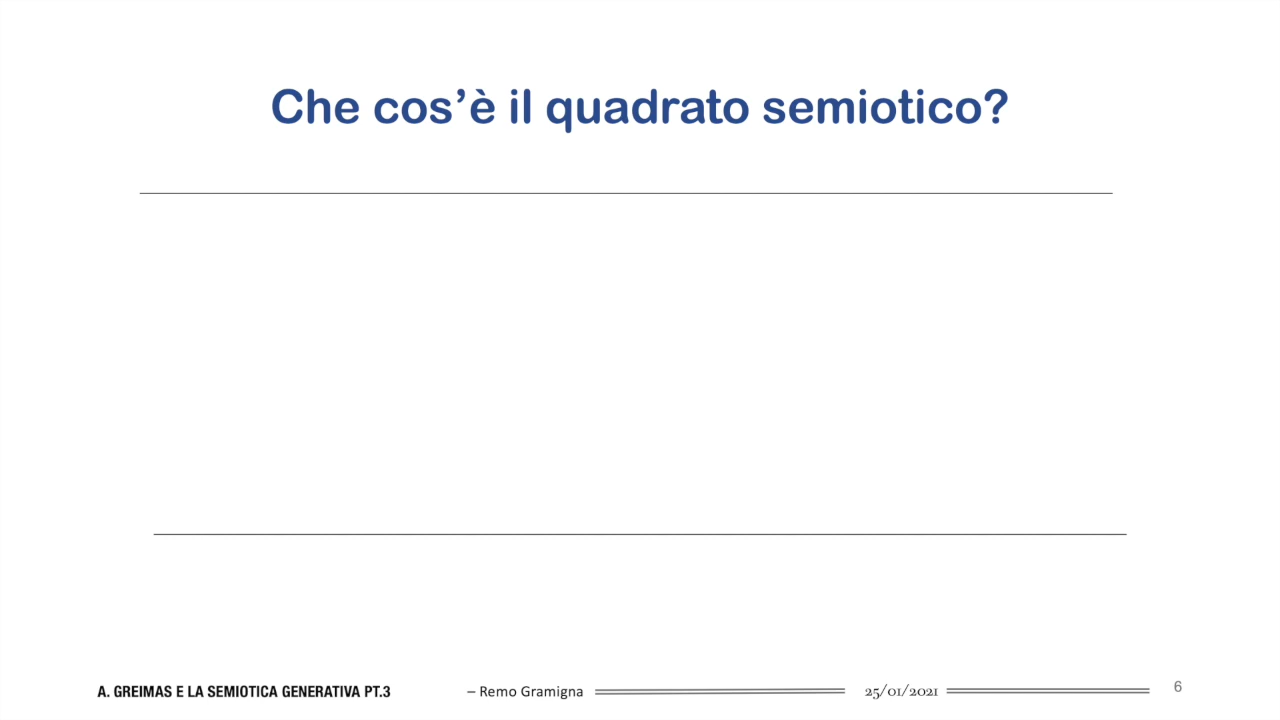 Che cos’è il quadrato semiotico?
A. GREIMAS E LA SEMIOTICA GENERATIVA PT.3 – Remo Gramigna 25/01/2021 6